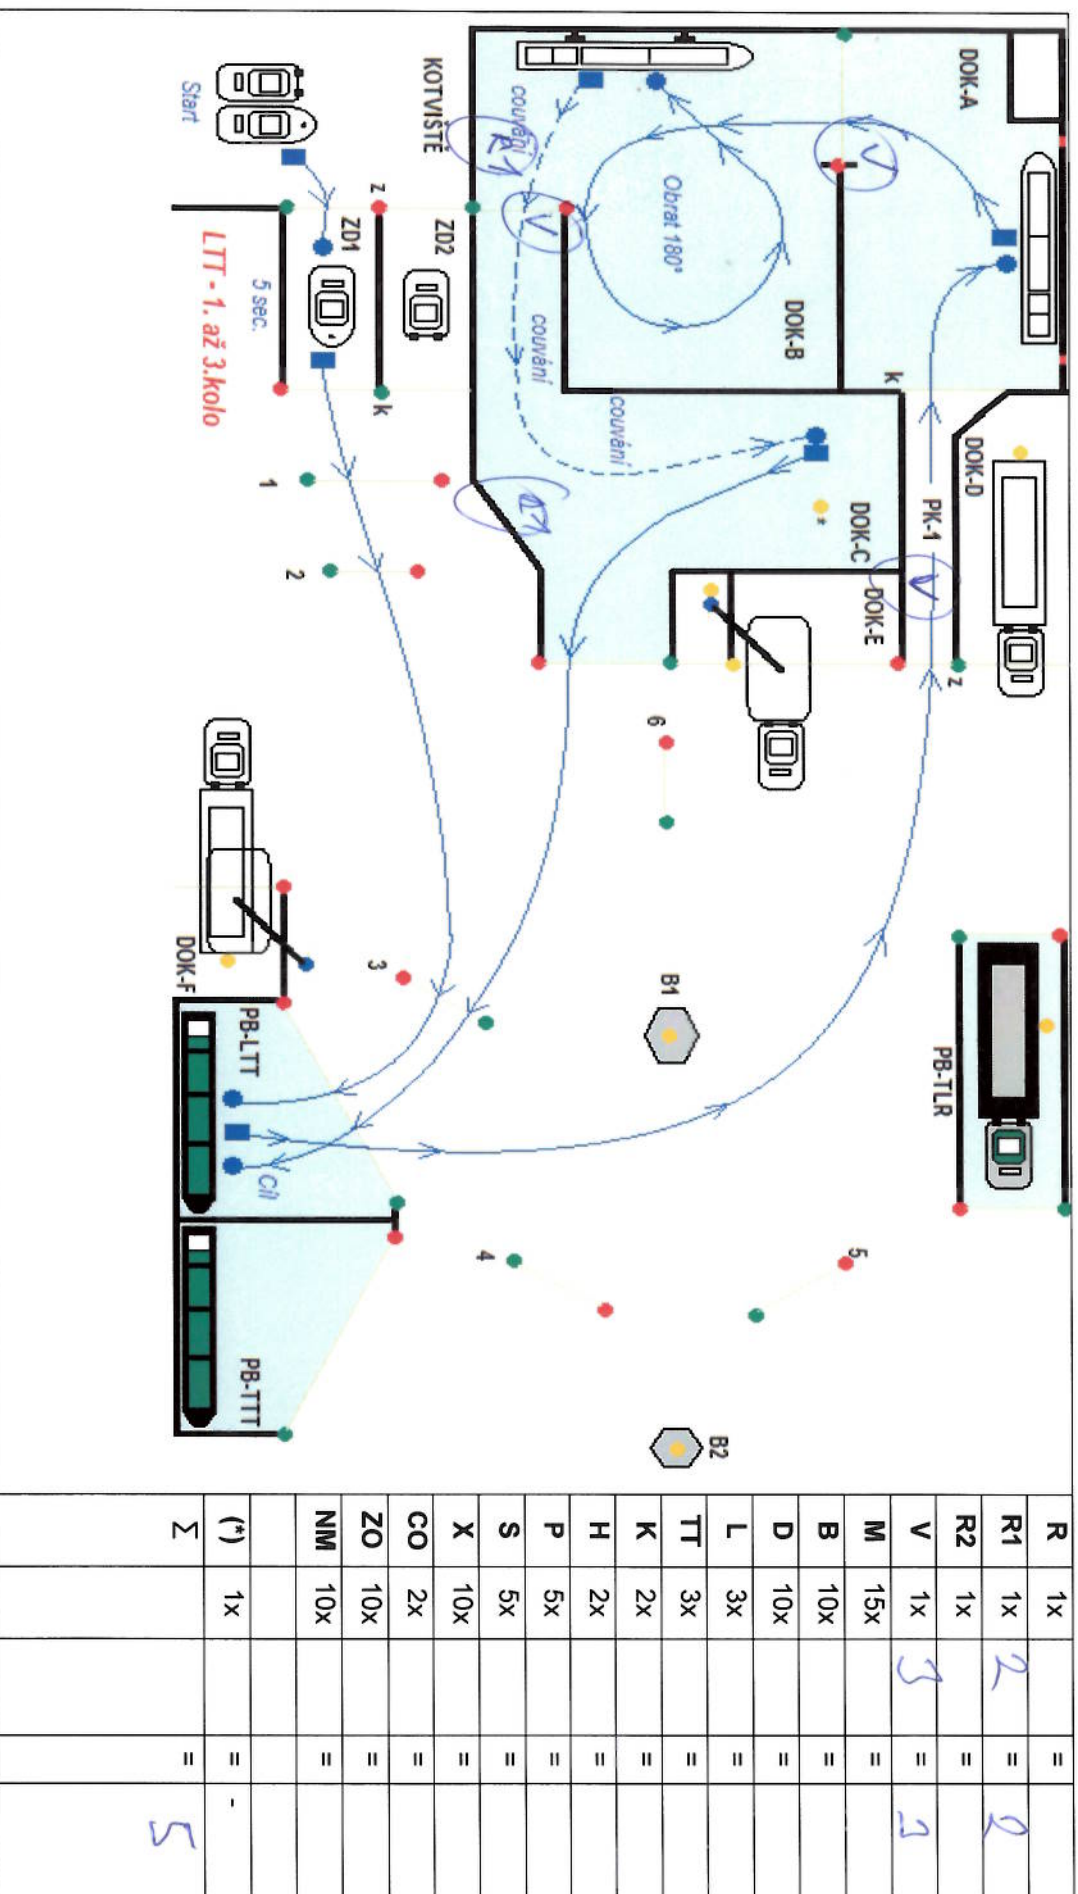 DOK-A
KOTVIŠTĚ
couvání
R1
V
Obrat 180°
DOK-B
k
DOK-D
PK-1
V
DOK-C
*
DOK-E
z
V
couvání
couvání
R1
Start
z
ZD1
ZD2
5 sec.
k
LTT - 1. až 3.kolo
1
2
6
B1
3
DOK-F
PB-LTT
Cíl
PB-TLR
4
5
PB-TTT
B2
R 1x =
R1 1x 2 = 2
R2 1x =
V 1x 3 = 3
M 15x =
B 10x =
D 10x =
L 3x =
TT 3x =
K 2x =
H 2x =
P 5x =
S 5x =
X 10x =
CO 2x =
ZO 10x =
NM 10x =
(*) 1x = -
Σ = 5